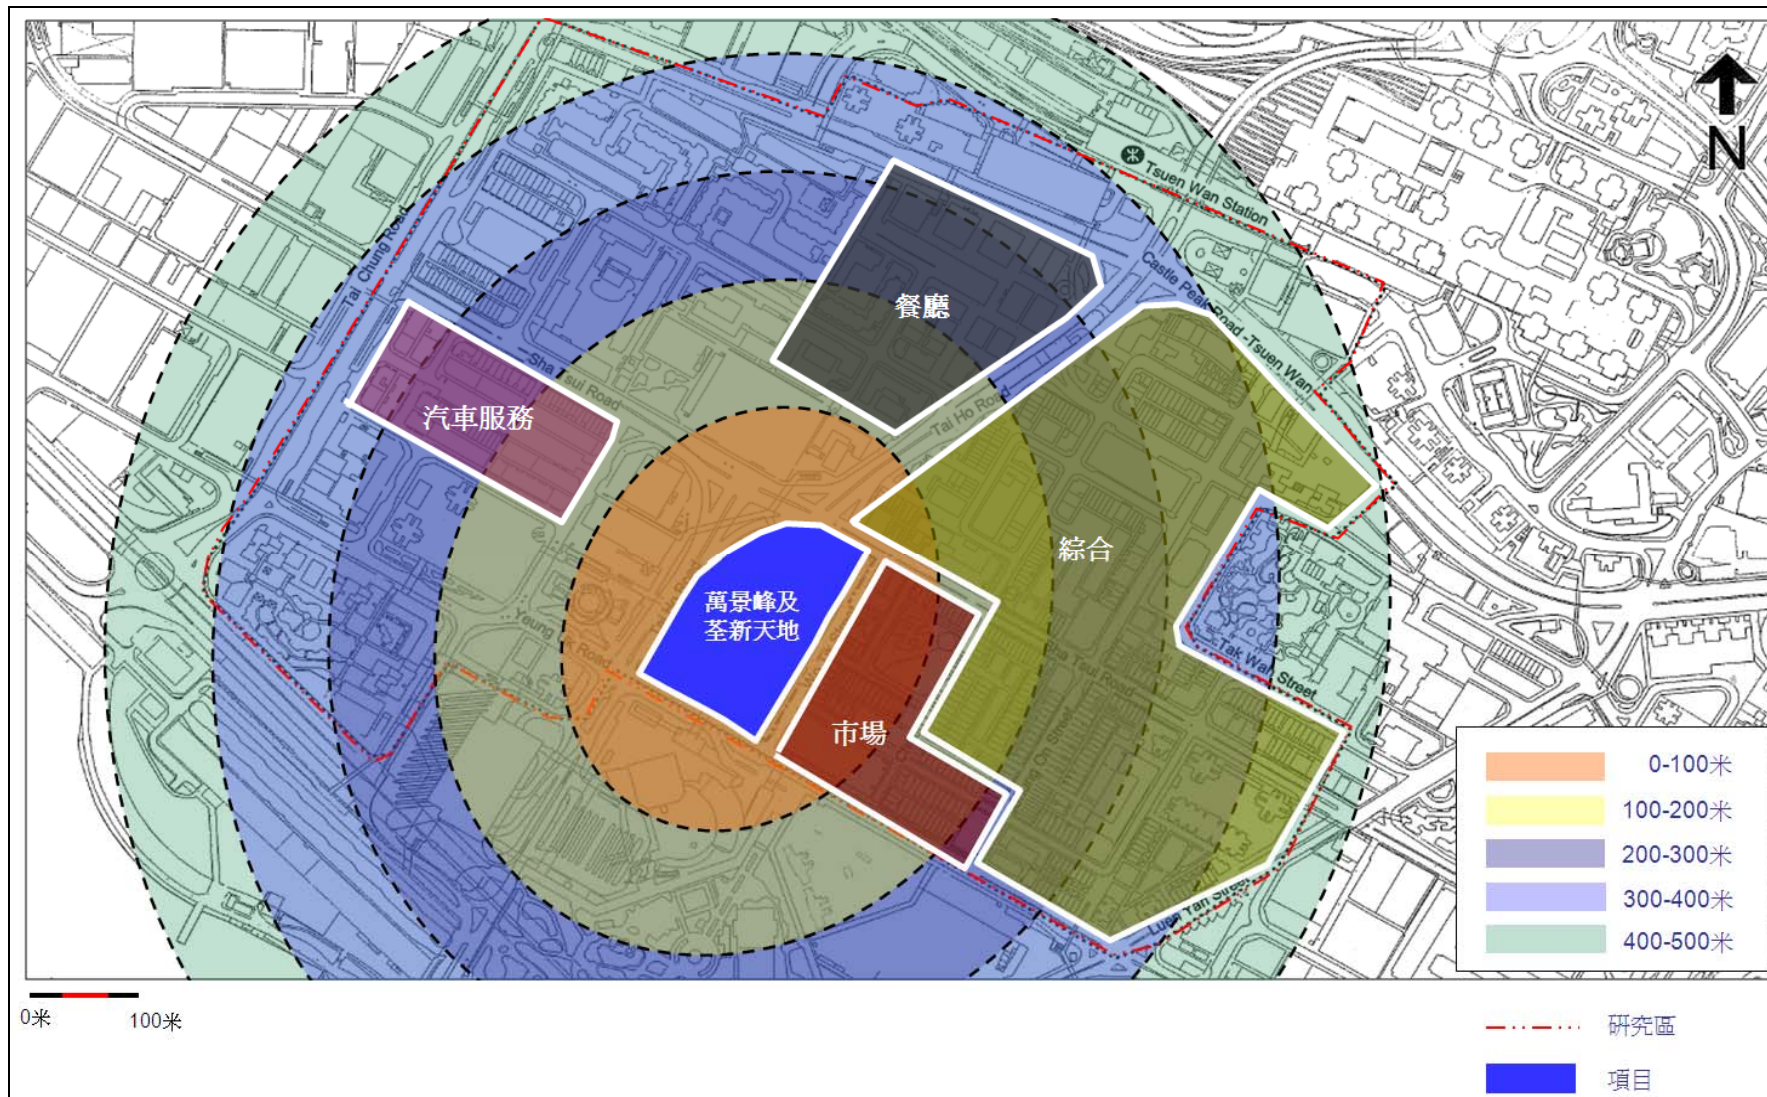 N
Tsuen Wan Station
Tai Chung Road
Castle Peak Road -Tsuen Wan
餐廳
Sha Tsui Road
汽車服務
Tai Ho Road
綜合
萬景峰及
荃新天地
Yeung Uk Road
Tak Wah Street
Sha Tsui Road
市場
Luen Yan Street
0-100米
100-200米
200-300米
300-400米
400-500米
0米
100米
研究區
項目